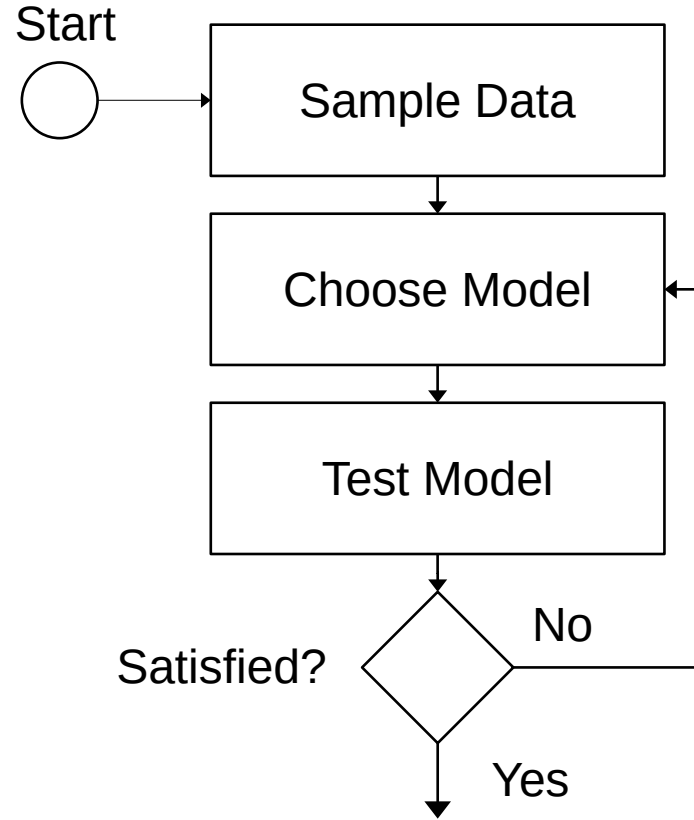 Start
Sample Data
Choose Model
Test Model
No
Satisfied?
Yes